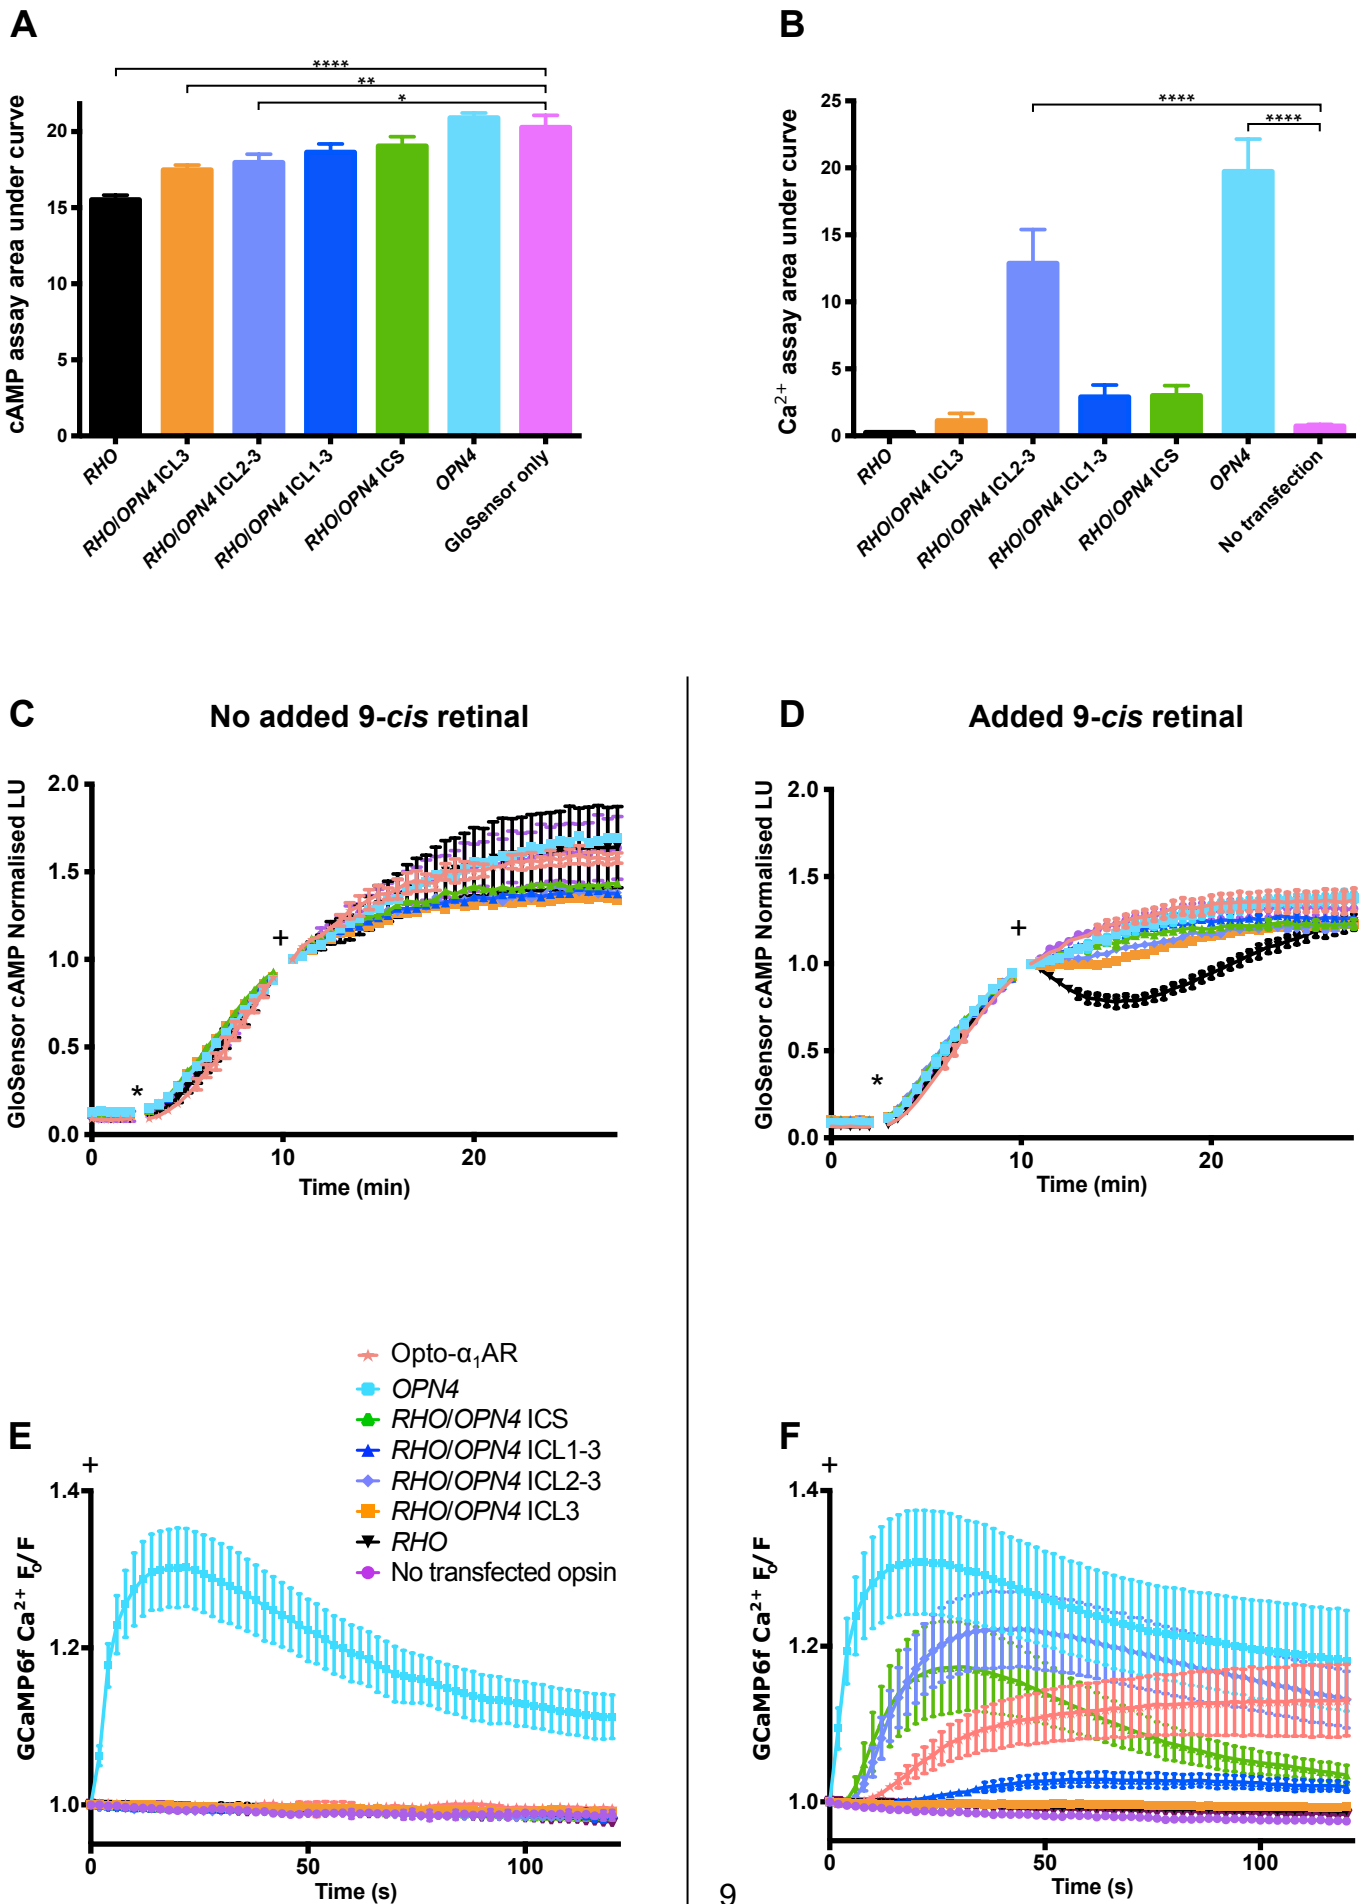 A
cAMP assay area under curve
****
**
*
20
15
10
5
0
RHO
RHO/OPN4 ICL3
RHO/OPN4 ICL2-3
RHO/OPN4 ICL1-3
RHO/OPN4 ICS
OPN4
GloSensor only
B
Ca²⁺ assay area under curve
****
****
25
20
15
10
5
0
RHO
RHO/OPN4 ICL3
RHO/OPN4 ICL2-3
RHO/OPN4 ICL1-3
RHO/OPN4 ICS
OPN4
No transfection
C
No added 9-cis retinal
GloSensor cAMP Normalised LU
2.0
1.5
1.0
0.5
0.0
*
+
0
10
20
Time (min)
D
Added 9-cis retinal
GloSensor cAMP Normalised LU
2.0
1.5
1.0
0.5
0.0
*
+
0
10
20
Time (min)
Opto-α₁AR
OPN4
RHO/OPN4 ICS
RHO/OPN4 ICL1-3
RHO/OPN4 ICL2-3
RHO/OPN4 ICL3
RHO
No transfected opsin
E
+
GCaMP6f Ca²⁺ F₀/F
1.4
1.2
1.0
0
50
100
Time (s)
F
+
GCaMP6f Ca²⁺ F₀/F
1.4
1.2
1.0
0
50
100
Time (s)
9